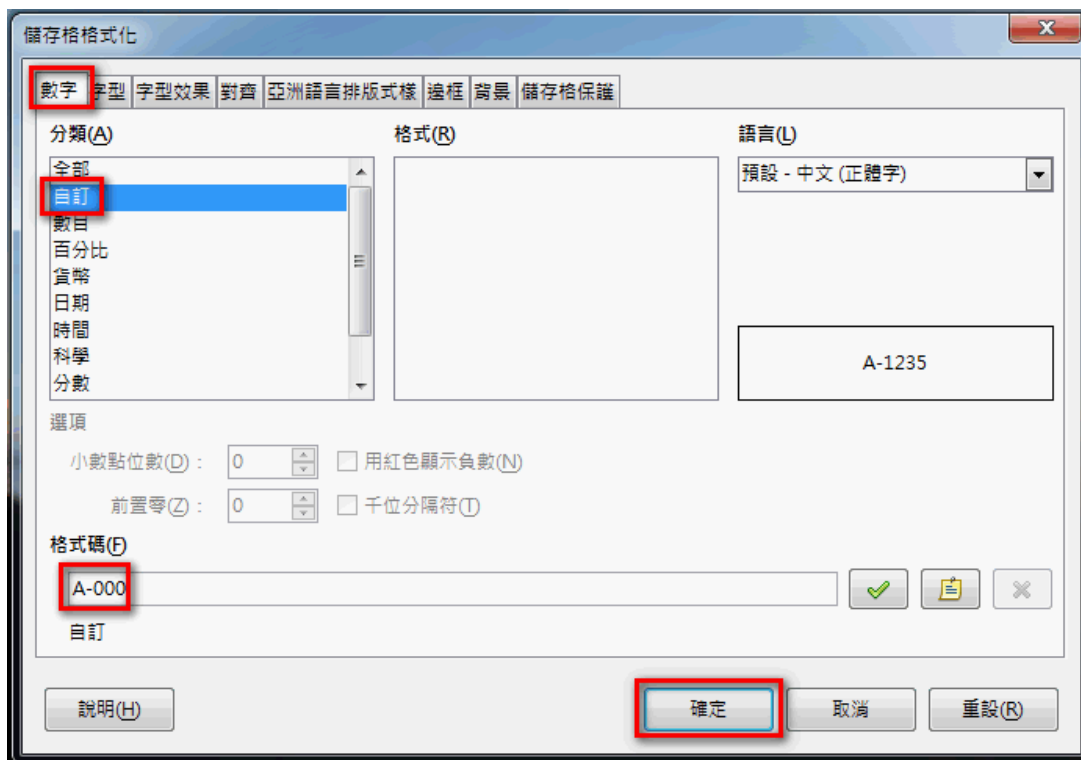 儲存格格式化
數字 字型 字型效果 對齊 亞洲語言排版式樣 邊框 背景 儲存格保護
分類(A) 格式(R) 語言(L)
全部 預設 - 中文 (正體字)
自訂
數目
百分比
貨幣
日期
時間
科學 A-1235
分數
選項
小數點位數(D)： 0 用紅色顯示負數(N)
前置零(Z)： 0 千位分隔符(T)
格式碼(F)
A-000
自訂
說明(H) 確定 取消 重設(R)